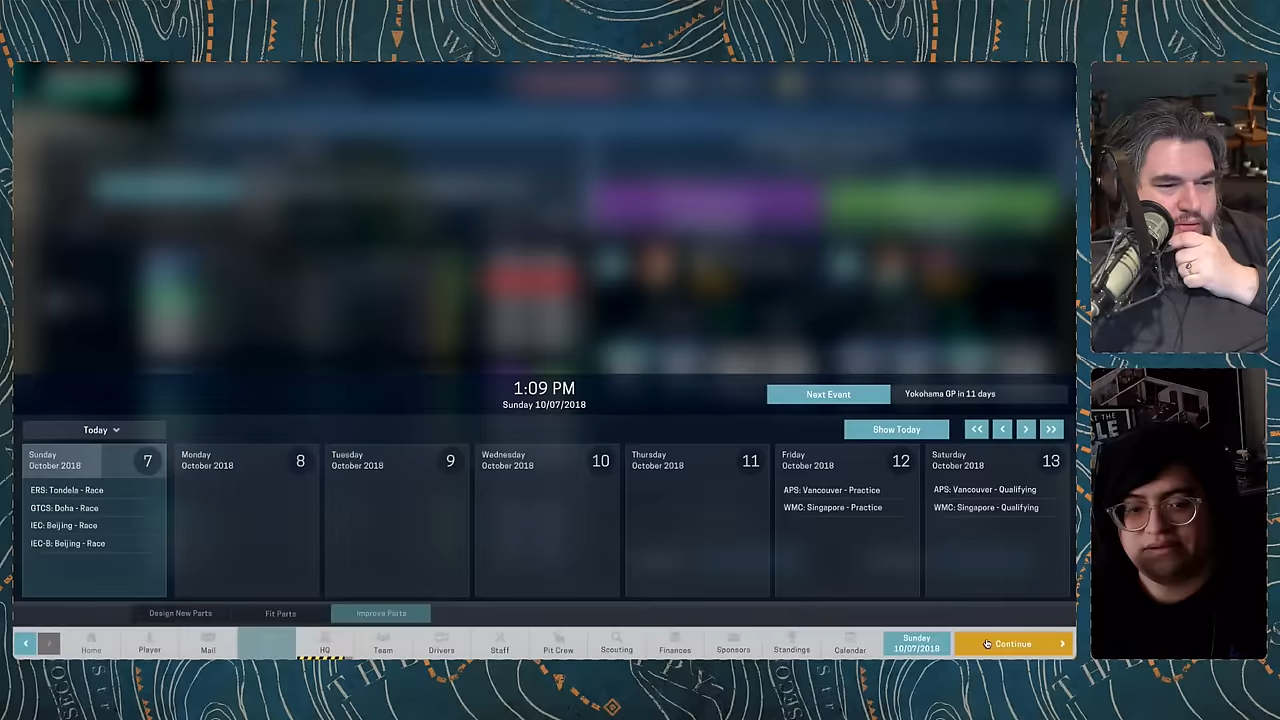 1:09 PM
Sunday 10/07/2018
Next Event
Yokohama GP in 11 days
Today
Show Today
<< < > >>
Sunday
October 2018
7
ERS: Tondela - Race
GTCS: Doha - Race
IEC: Beijing - Race
IEC-B: Beijing - Race
Monday
October 2018
8
Tuesday
October 2018
9
Wednesday
October 2018
10
Thursday
October 2018
11
Friday
October 2018
12
APS: Vancouver - Practice
WMC: Singapore - Practice
Saturday
October 2018
13
APS: Vancouver - Qualifying
WMC: Singapore - Qualifying
Design New Parts
Fit Parts
Improve Parts
Home
Player
Mail
HQ
Team
Drivers
Staff
Pit Crew
Scouting
Finances
Sponsors
Standings
Calendar
Sunday
10/07/2018
Continue
AT THE